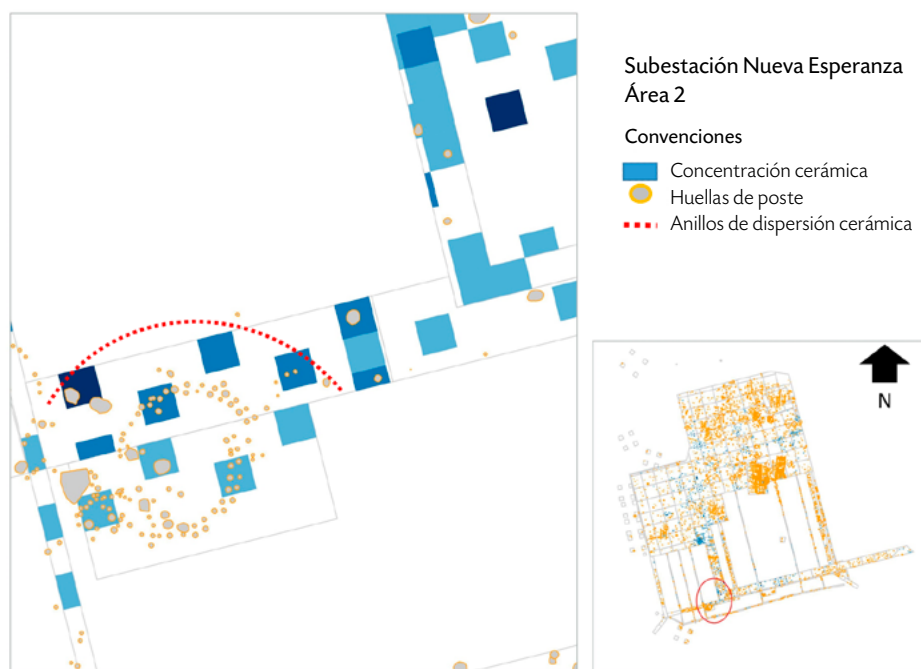 Subestación Nueva Esperanza
Área 2
Convenciones
Concentración cerámica
Huellas de poste
Anillos de dispersión cerámica
N